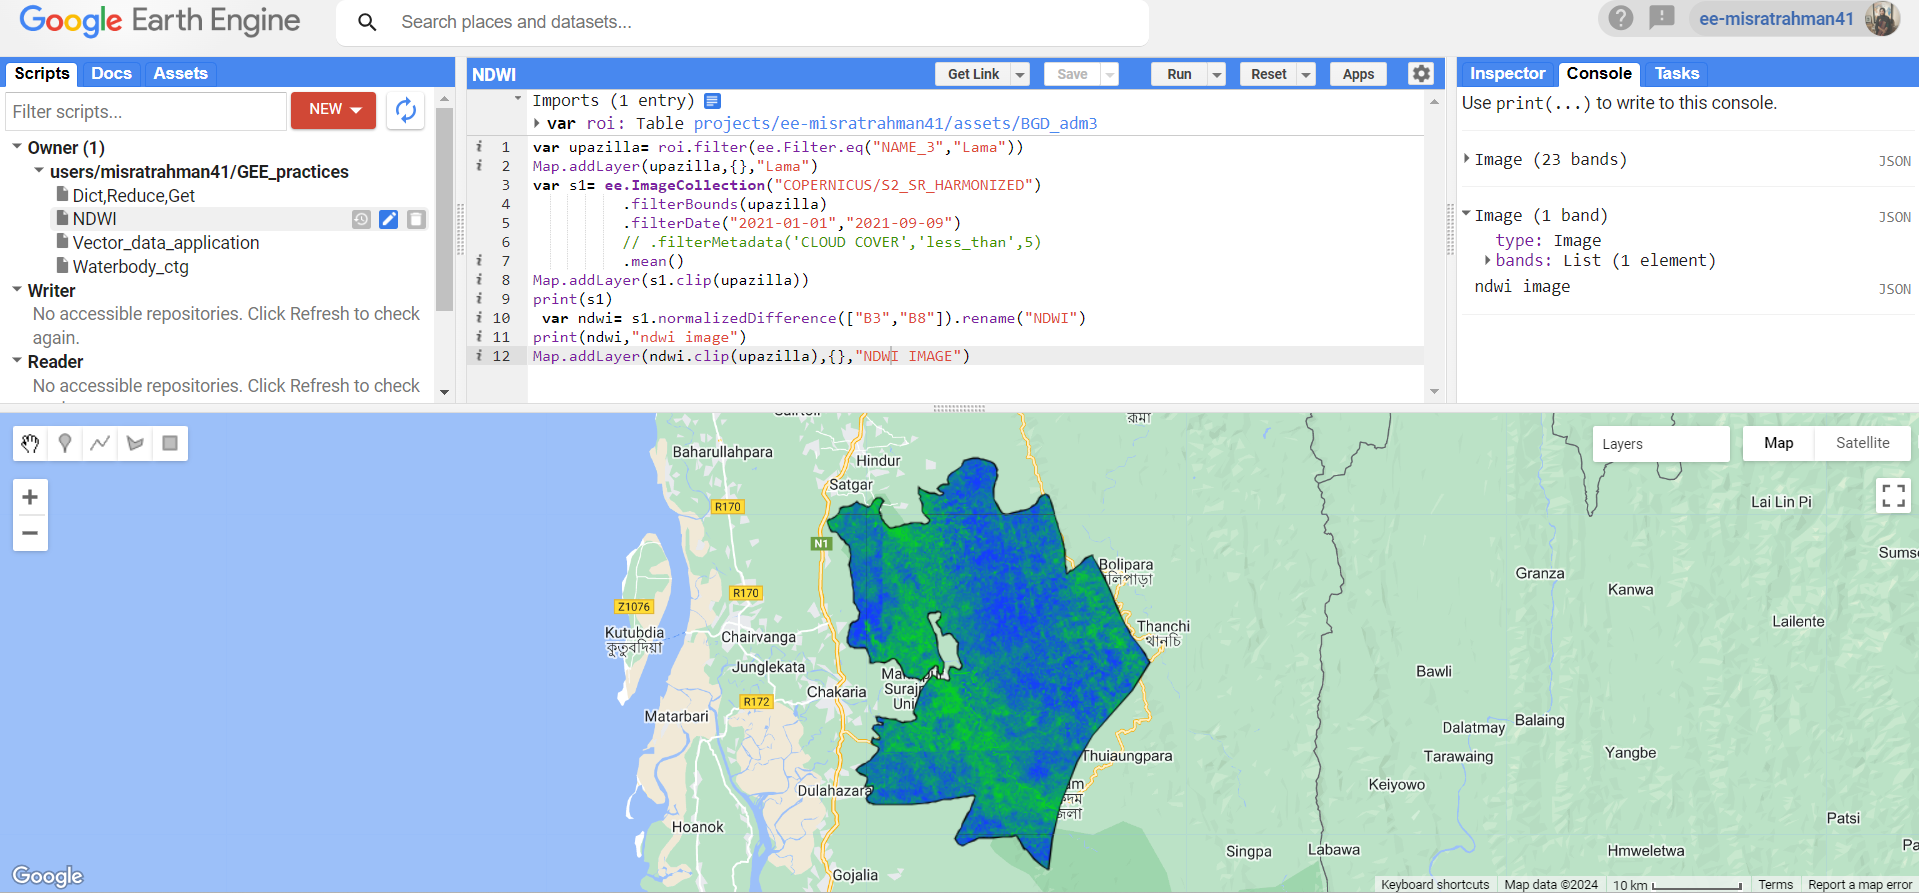 Google Earth Engine
Search places and datasets...
ee-misratrahman41
Scripts Docs Assets
Filter scripts...
NEW
Owner (1)
users/misratrahman41/GEE_practices
Dict,Reduce,Get
NDWI
Vector_data_application
Waterbody_ctg
Writer
No accessible repositories. Click Refresh to check
again.
Reader
No accessible repositories. Click Refresh to check
NDWI
Get Link Save Run Reset Apps
Imports (1 entry)
var roi: Table projects/ee-misratrahman41/assets/BGD_adm3
1 var upazilla= roi.filter(ee.Filter.eq("NAME_3","Lama"))
2 Map.addLayer(upazilla,{},"Lama")
3 var s1= ee.ImageCollection("COPERNICUS/S2_SR_HARMONIZED")
4 .filterBounds(upazilla)
5 .filterDate("2021-01-01","2021-09-09")
6 // .filterMetadata('CLOUD COVER','less_than',5)
7 .mean()
8 Map.addLayer(s1.clip(upazilla))
9 print(s1)
10 var ndwi= s1.normalizedDifference(["B3","B8"]).rename("NDWI")
11 print(ndwi,"ndwi image")
12 Map.addLayer(ndwi.clip(upazilla),{},"NDWI IMAGE")
Inspector Console Tasks
Use print(...) to write to this console.
Image (23 bands) JSON
Image (1 band) JSON
type: Image
bands: List (1 element)
ndwi image JSON
রুমা
Layers
Map Satellite
Baharullahpara
Hindur
Satgar
R170
N1
Lai Lin Pi
Bolipara
Granza
Kanwa
R170
Z1076
Lailente
Kutubdia
কুতুবদিয়া
Chairvanga
Thanchi
থানচি
Junglekata
Bawli
Chakaria
Suraj
Uni
R172
Matarbari
Balaing
Dalatmay
Thuiaungpara
Tarawaing
Yangbe
Keiyowo
Dulahazara
Hoanok
Patsi
Singpa
Labawa
Hmweletwa
Gojalia
Google
Keyboard shortcuts Map data ©2024 10 km Terms Report a map error